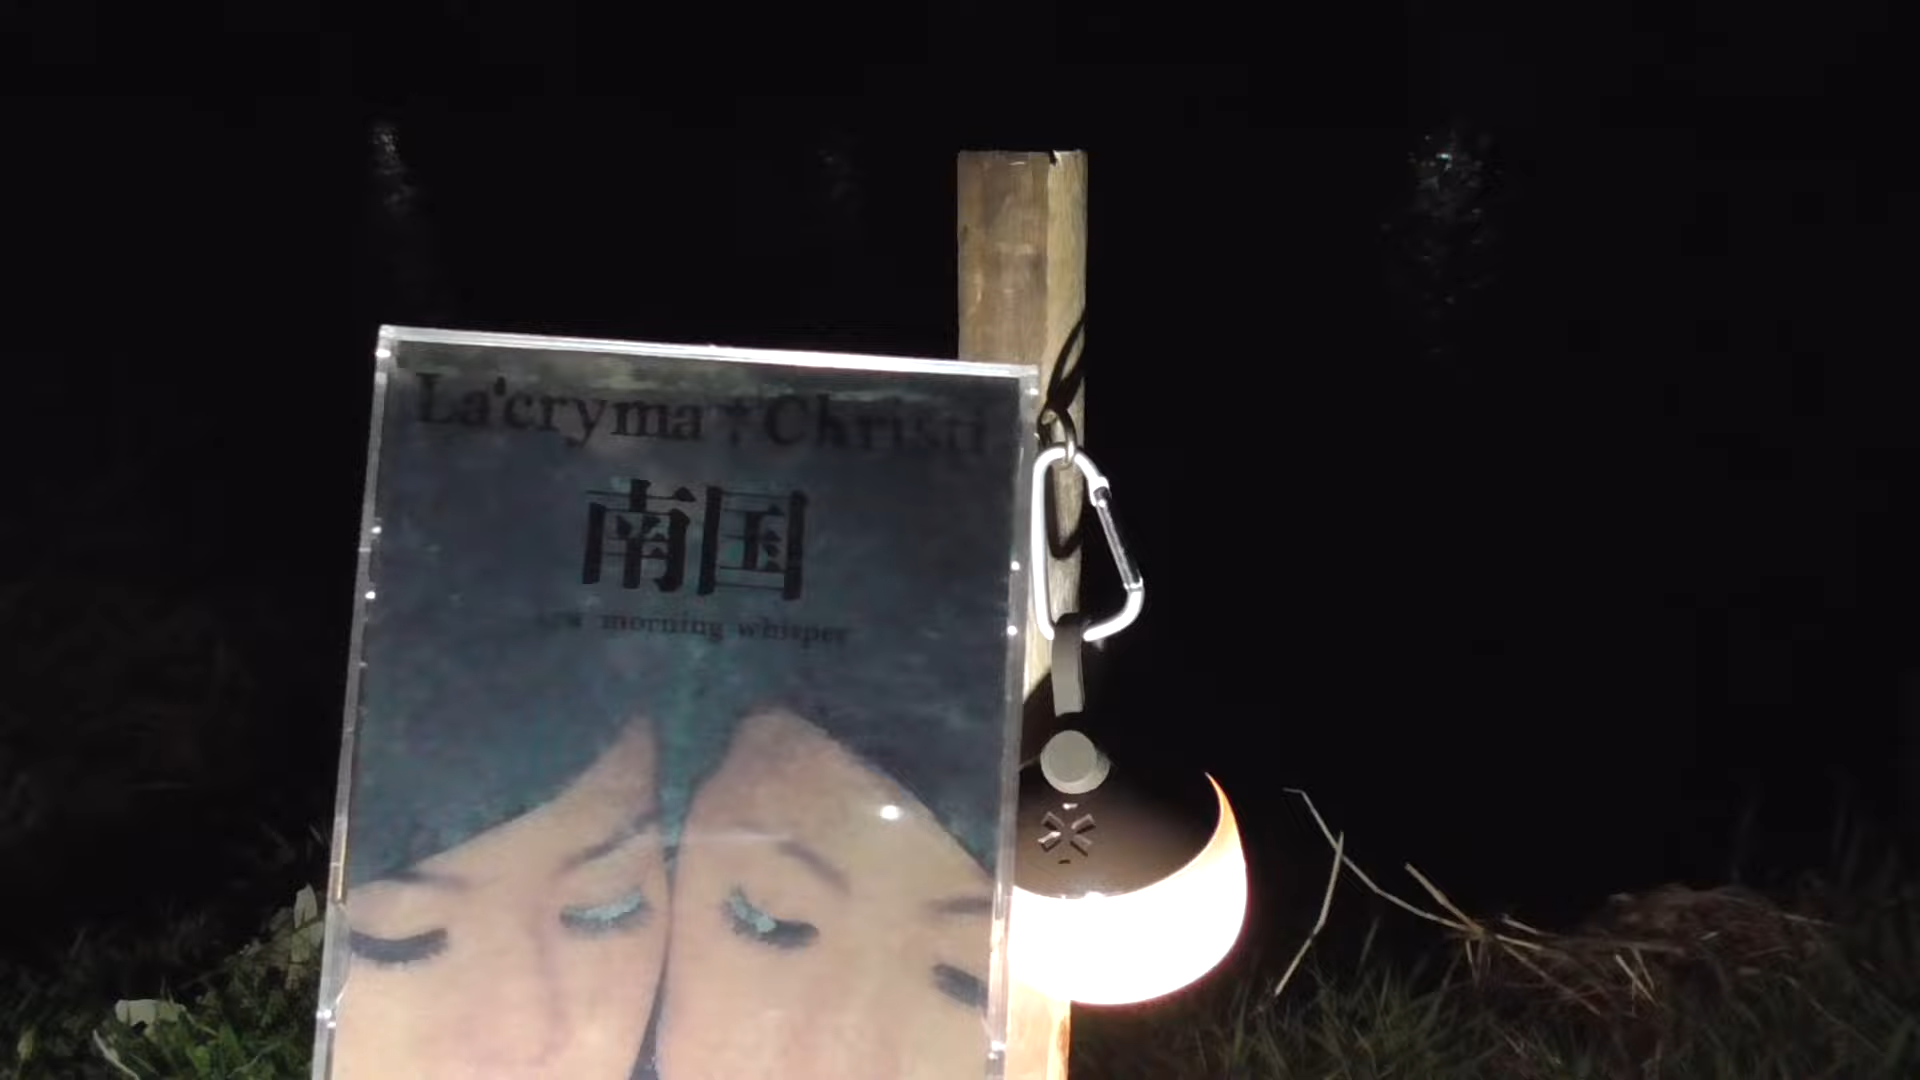 La'cryma †Christi
南国
morning whisper